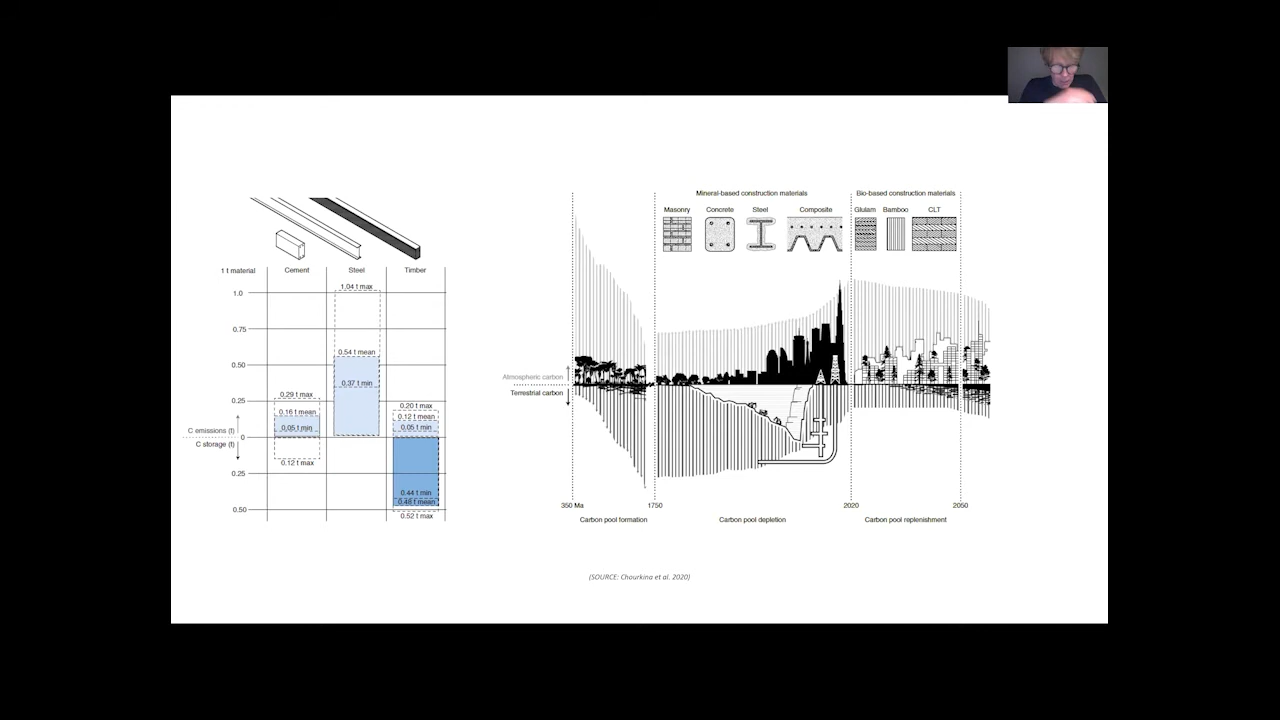 1 t material Cement Steel Timber
1.04 t max
1.0
0.75
0.54 t mean
0.50
0.37 t min
0.29 t max
0.25
0.20 t max
0.16 t mean
0.12 t mean
0.05 t min
0.05 t min
C emissions (t)
0
C storage (t)
0.12 t max
0.25
0.44 t min
0.48 t mean
0.50
0.52 t max
Mineral-based construction materials
Masonry Concrete Steel Composite
Bio-based construction materials
Glulam Bamboo CLT
Atmospheric carbon
Terrestrial carbon
350 Ma 1750 2020 2050
Carbon pool formation Carbon pool depletion Carbon pool replenishment
(SOURCE: Chourkina et al. 2020)